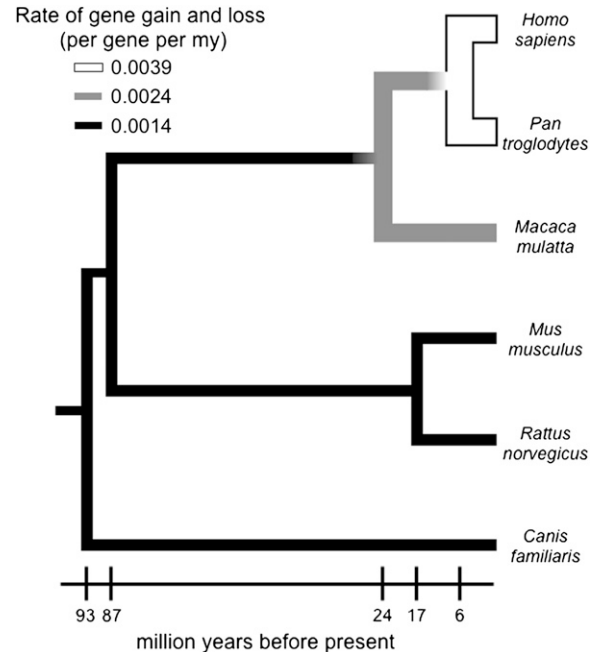 Rate of gene gain and loss
(per gene per my)
0.0039
0.0024
0.0014
Homo
sapiens
Pan
troglodytes
Macaca
mulatta
Mus
musculus
Rattus
norvegicus
Canis
familiaris
93 87 24 17 6
million years before present